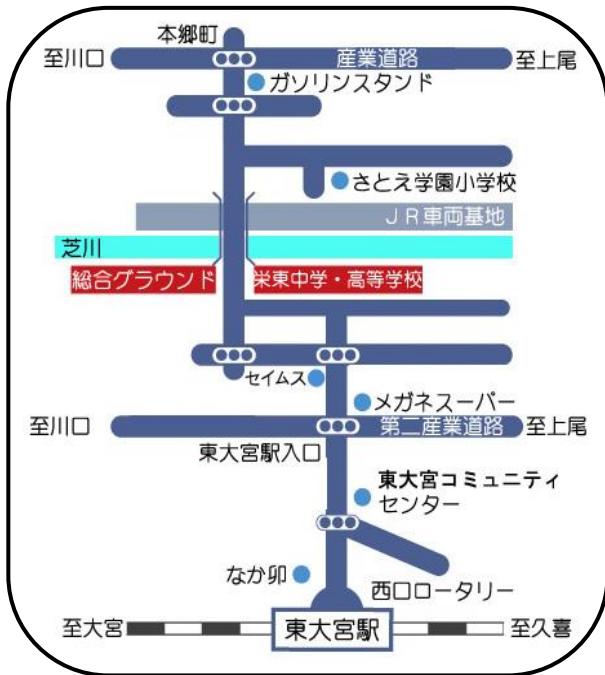 本郷町
至川口
産業道路
至上尾
ガソリンスタンド
さとえ学園小学校
ＪＲ車両基地
芝川
総合グラウンド
栄東中学・高等学校
セイムス
メガネスーパー
至川口
第二産業道路
至上尾
東大宮駅入口
東大宮コミュニティ
センター
なか卯
西口ロータリー
至大宮
東大宮駅
至久喜